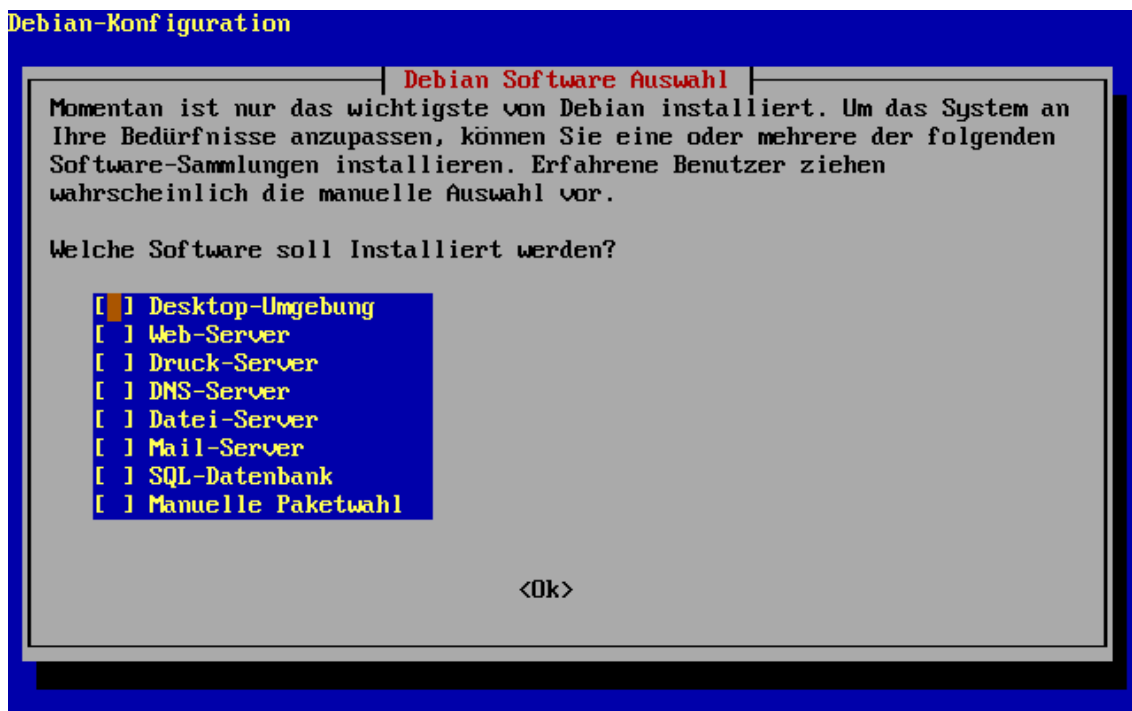 Debian-Konfiguration
Debian Software Auswahl
Momentan ist nur das wichtigste von Debian installiert. Um das System an
Ihre Bedürfnisse anzupassen, können Sie eine oder mehrere der folgenden
Software-Sammlungen installieren. Erfahrene Benutzer ziehen
wahrscheinlich die manuelle Auswahl vor.
Welche Software soll Installiert werden?
[ ] Desktop-Umgebung
[ ] Web-Server
[ ] Druck-Server
[ ] DNS-Server
[ ] Datei-Server
[ ] Mail-Server
[ ] SQL-Datenbank
[ ] Manuelle Paketwahl
<Ok>